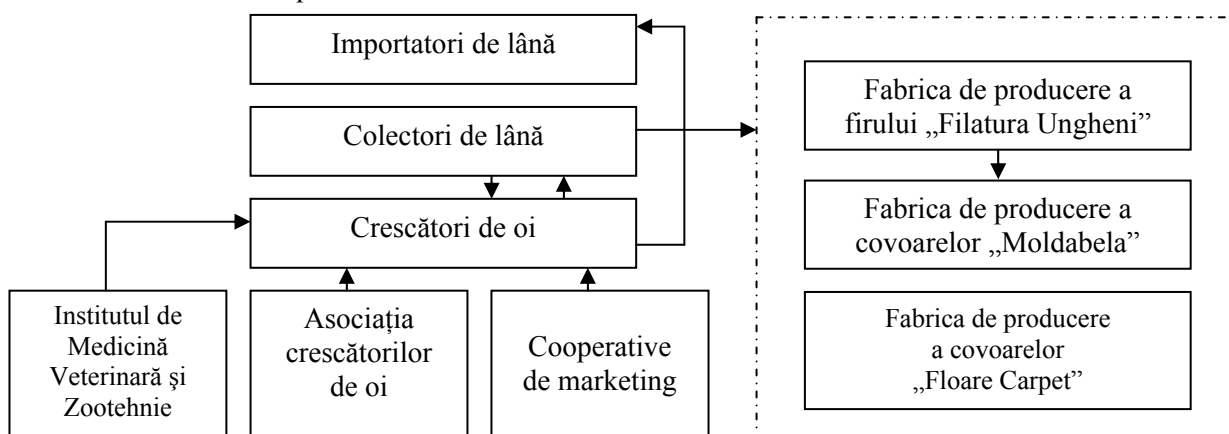 Importatori de lână
Colectori de lână
Crescători de oi
Institutul de
Medicină
Veterinară şi
Zootehnie
Asociația
crescătorilor
de oi
Cooperative
de marketing
Fabrica de producere a
firului „Filatura Ungheni”
Fabrica de producere a
covoarelor „Moldabela”
Fabrica de producere
a covoarelor
„Floare Carpet”